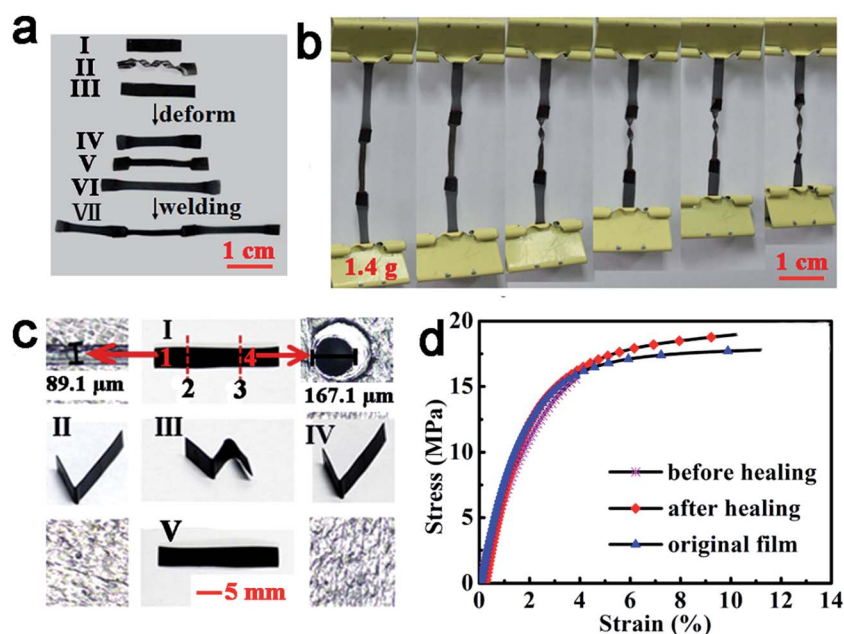 a
I
II
III
deform
IV
V
VI
welding
VII
1 cm
b
1.4 g
1 cm
c
I
1
4
2
3
89.1 µm
167.1 µm
II
III
IV
V
5 mm
d
20
15
10
5
0
Stress (MPa)
before healing
after healing
original film
0 2 4 6 8 10 12 14
Strain (%)